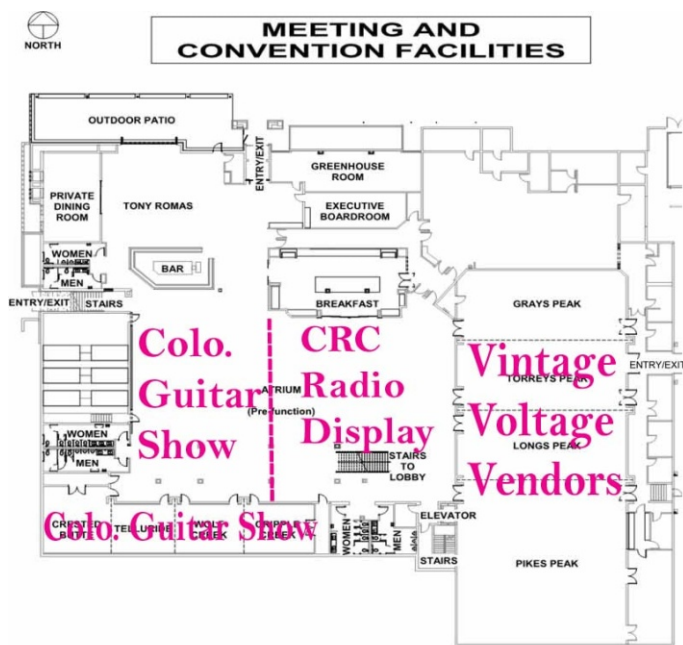 NORTH
MEETING AND
CONVENTION FACILITIES
OUTDOOR PATIO
ENTRY/EXIT
GREENHOUSE
ROOM
PRIVATE
DINING
ROOM
TONY ROMAS
EXECUTIVE
BOARDROOM
WOMEN
MEN
BAR
ENTRY/EXIT
STAIRS
BREAKFAST
GRAYS PEAK
Colo.
Guitar
Show
CRC
Radio
Display
ATRIUM
(Pre-function)
Vintage
Voltage
Vendors
TORREYS PEAK
ENTRY/EXIT
LONGS PEAK
WOMEN
MEN
STAIRS
TO
LOBBY
Colo. Guitar Show
CRESTED
BUTTE
TELLURIDE
WOLF
CREEK
CRIPPLE
CREEK
WOMEN
MEN
ELEVATOR
STAIRS
PIKES PEAK